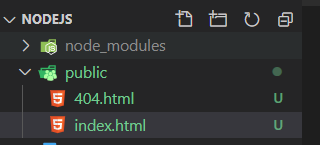 NODEJS
node_modules
public
404.html U
index.html U